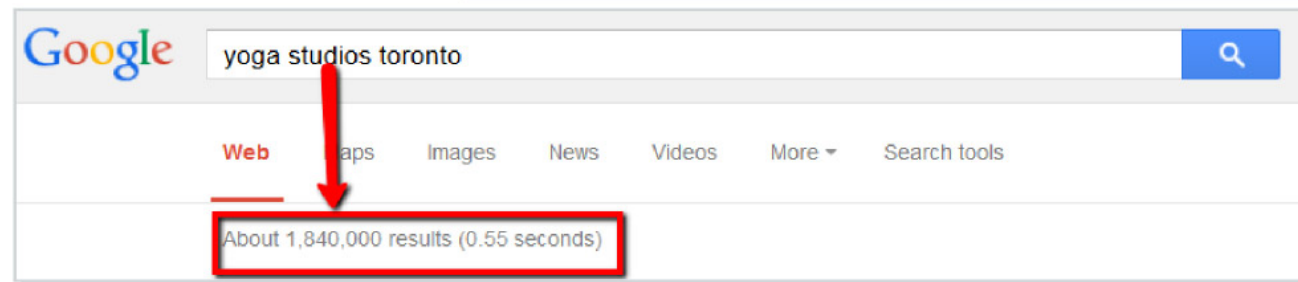 Google yoga studios toronto
Web Maps Images News Videos More Search tools
About 1,840,000 results (0.55 seconds)